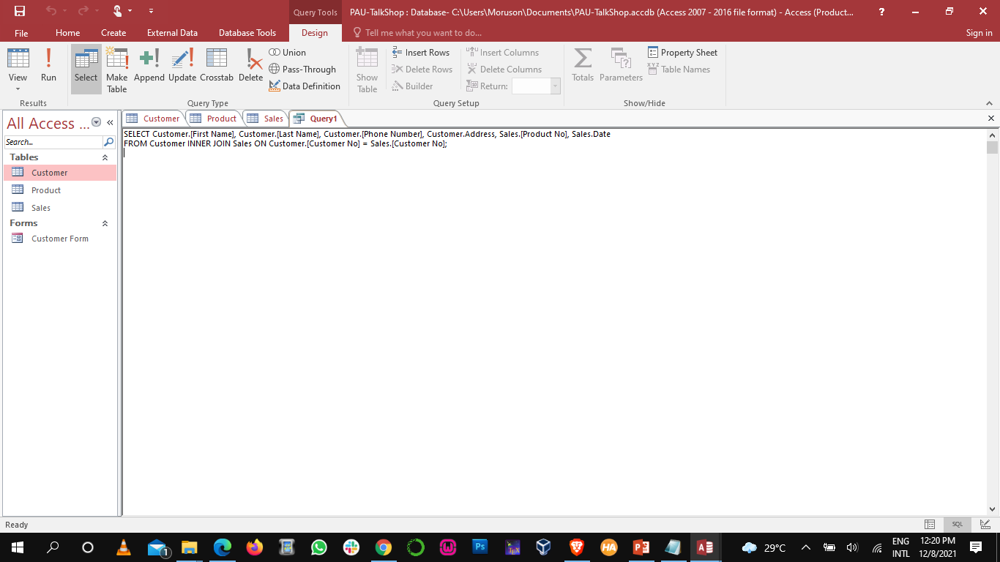 Query Tools
PAU-TalkShop : Database- C:\Users\Moruson\Documents\PAU-TalkShop.accdb (Access 2007 - 2016 file format) - Access (Product...
?
File Home Create External Data Database Tools Design Tell me what you want to do... Sign in
View
Run
Results
Select
Make Table
Append
Update
Crosstab
Delete
Union
Pass-Through
Data Definition
Query Type
Show Table
Insert Rows
Delete Rows
Builder
Insert Columns
Delete Columns
Return:
Query Setup
Totals
Parameters
Property Sheet
Table Names
Show/Hide
All Access ...
Search...
Tables
Customer
Product
Sales
Forms
Customer Form
Customer Product Sales Query1
SELECT Customer.[First Name], Customer.[Last Name], Customer.[Phone Number], Customer.Address, Sales.[Product No], Sales.Date
FROM Customer INNER JOIN Sales ON Customer.[Customer No] = Sales.[Customer No];
Ready
SQL
1
Ps
HA
29°C
ENG
INTL
12:20 PM
12/8/2021